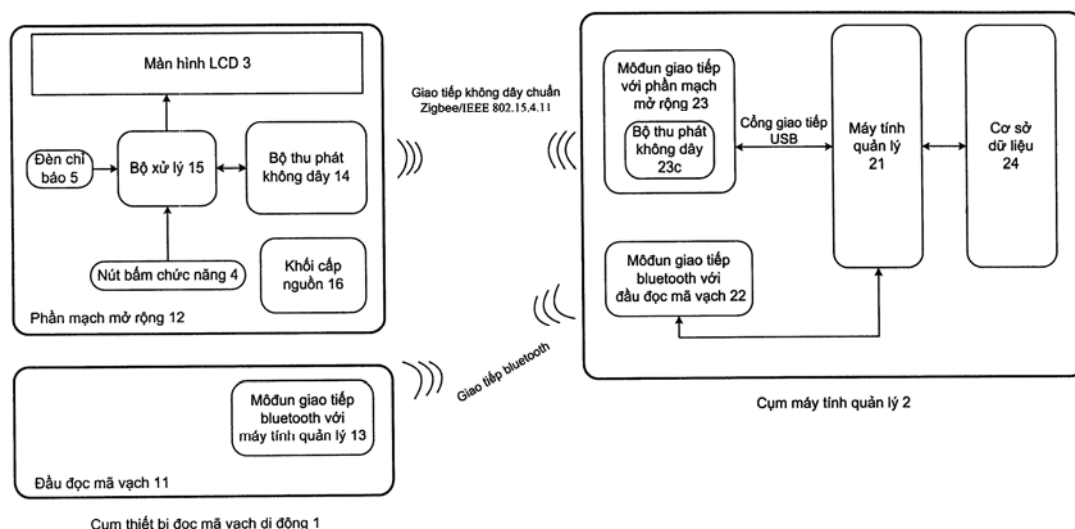 Màn hình LCD 3
Đèn chỉ
báo 5
Bộ xử lý 15
Bộ thu phát
không dây 14
Nút bấm chức năng 4
Khối cấp
nguồn 16
Phần mạch mở rộng 12
Giao tiếp không dây chuẩn
Zigbee/IEEE 802.15.4.11
Môđun giao tiếp
với phần mạch
mở rộng 23
Bộ thu phát
không dây
23c
Cổng giao tiếp
USB
Máy tính
quản lý
21
Cơ sở
dữ liệu
24
Môđun giao tiếp
bluetooth với
đầu đọc mã vạch 22
Giao tiếp bluetooth
Cụm máy tính quản lý 2
Môđun giao tiếp
bluetooth với
máy tính quản lý 13
Đầu đọc mã vạch 11
Cụm thiết bị đọc mã vạch di động 1